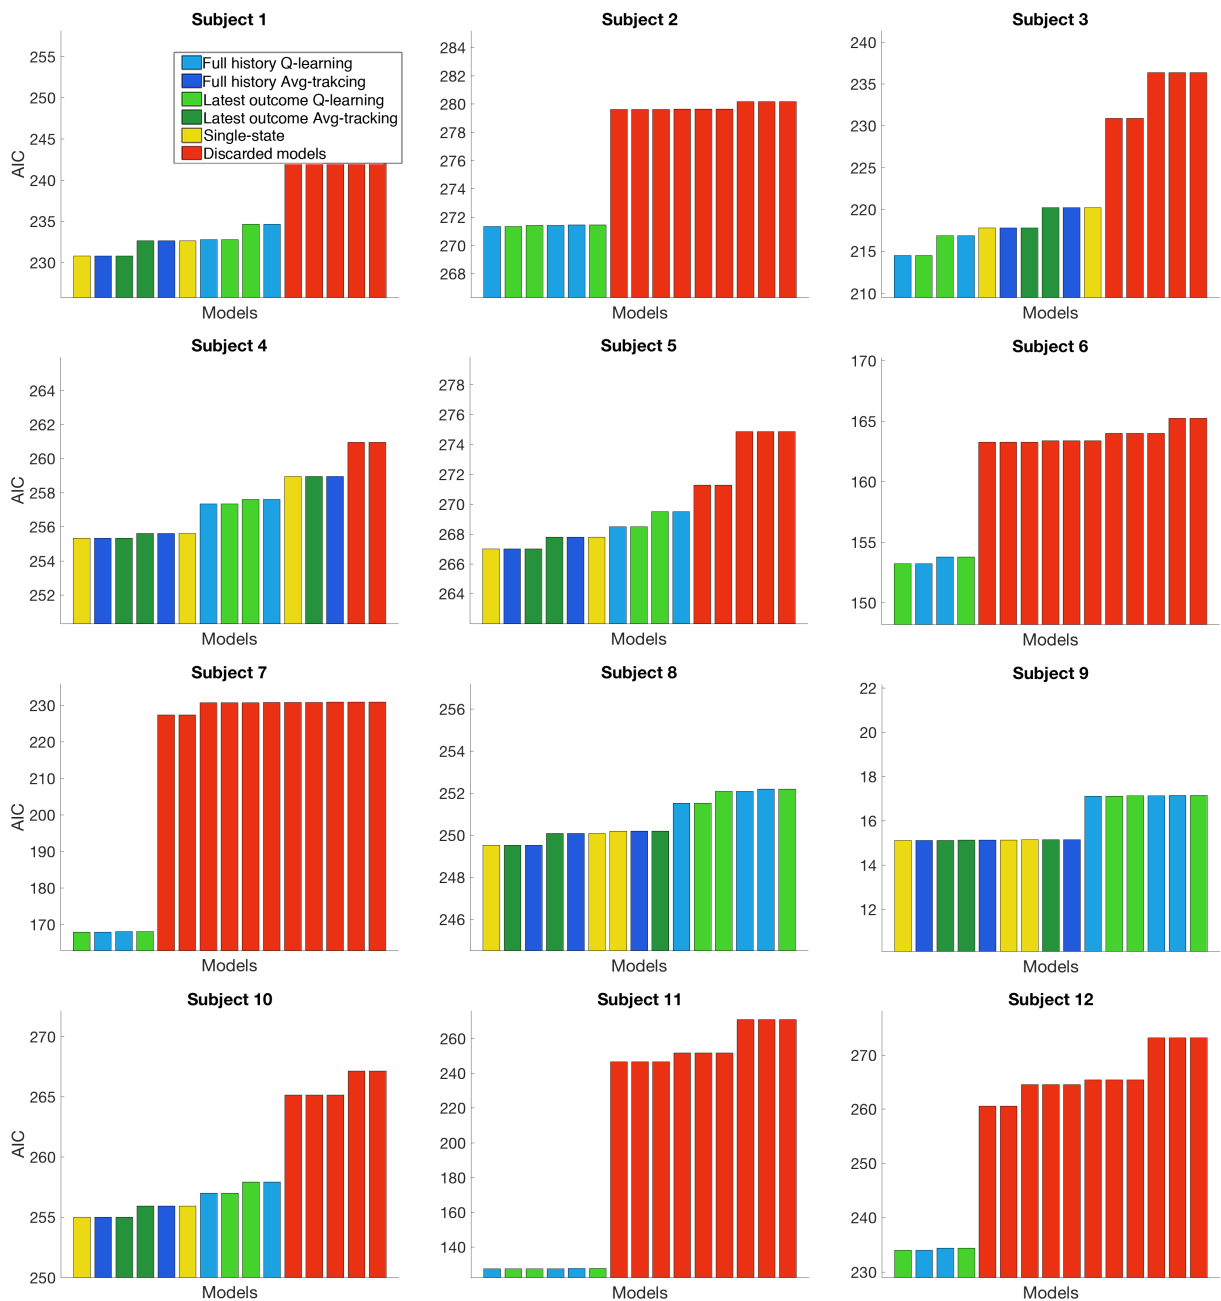 Subject 1
255
250
245
240
235
230
AIC
Models
Full history Q-learning
Full history Avg-trakcing
Latest outcome Q-learning
Latest outcome Avg-tracking
Single-state
Discarded models
Subject 2
284
282
280
278
276
274
272
270
268
Models
Subject 3
240
235
230
225
220
215
210
Models
Subject 4
264
262
260
258
256
254
252
AIC
Models
Subject 5
278
276
274
272
270
268
266
264
Models
Subject 6
170
165
160
155
150
Models
Subject 7
230
220
210
200
190
180
170
AIC
Models
Subject 8
256
254
252
250
248
246
Models
Subject 9
22
20
18
16
14
12
Models
Subject 10
270
265
260
255
250
AIC
Models
Subject 11
260
240
220
200
180
160
140
Models
Subject 12
270
260
250
240
230
Models